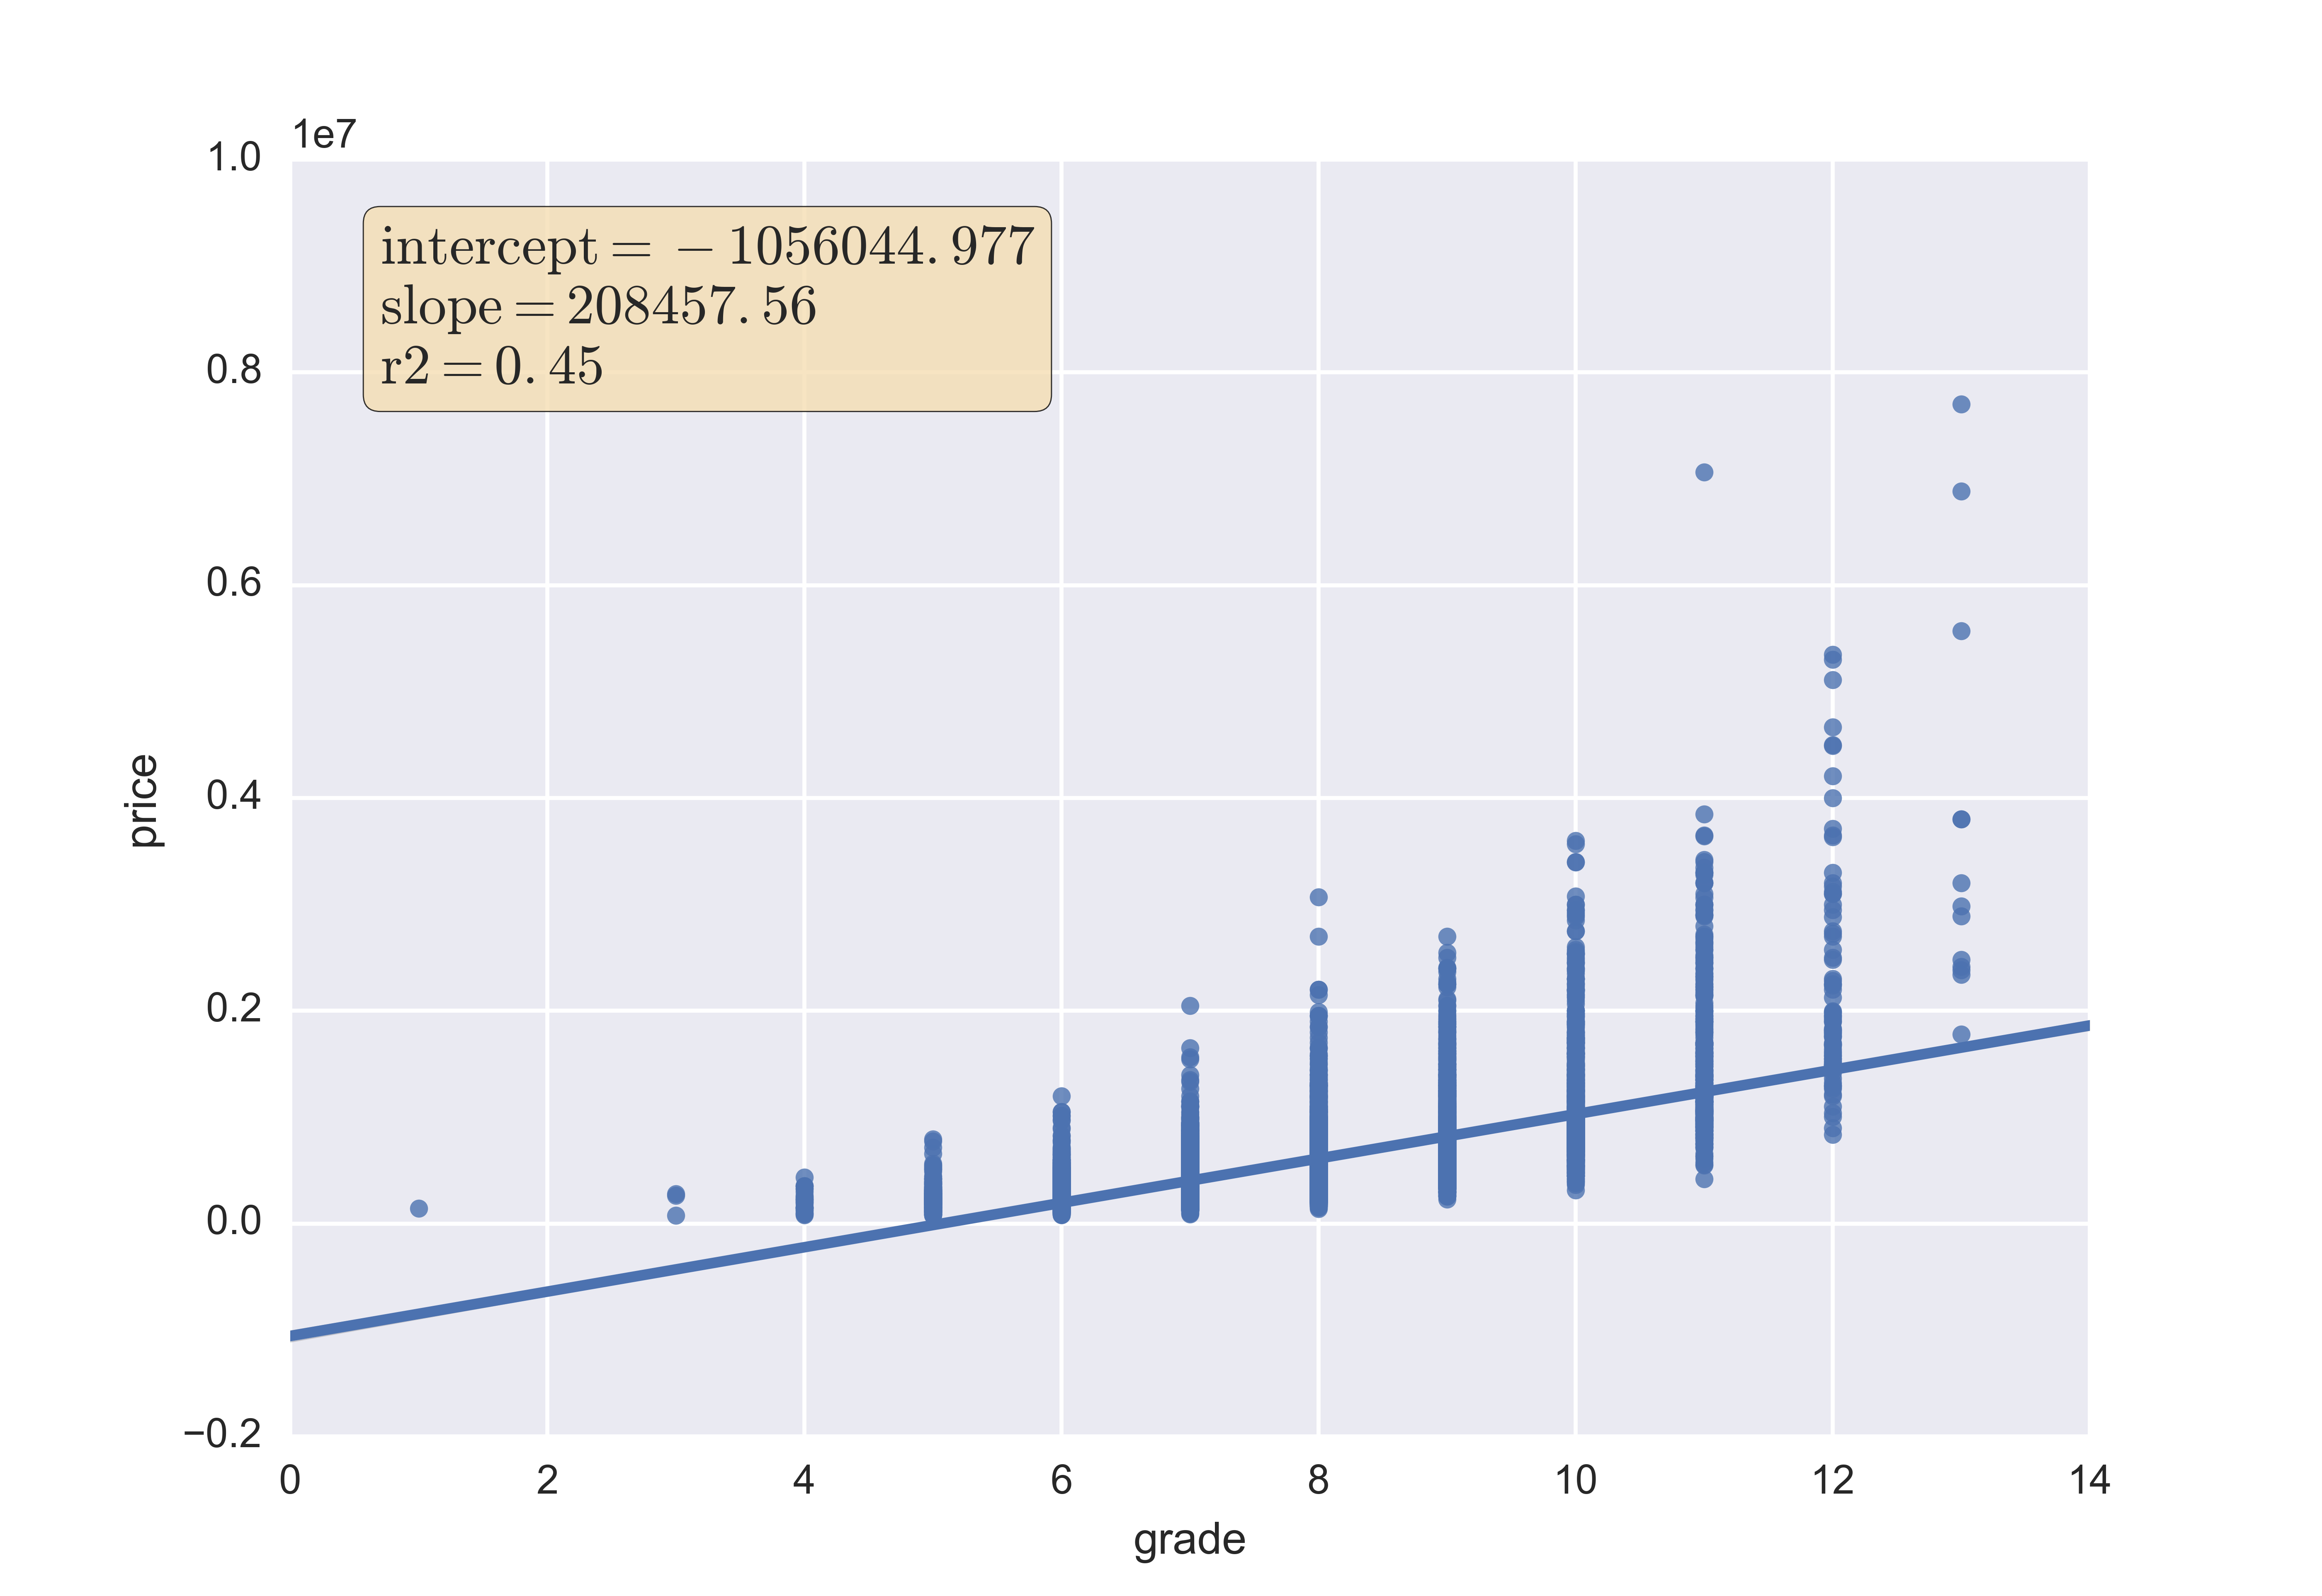 1e7
1.0
intercept = −1056044.977
slope = 208457.56
r2 = 0.45
0.8
0.6
price
0.4
0.2
0.0
−0.2
0 2 4 6 8 10 12 14
grade